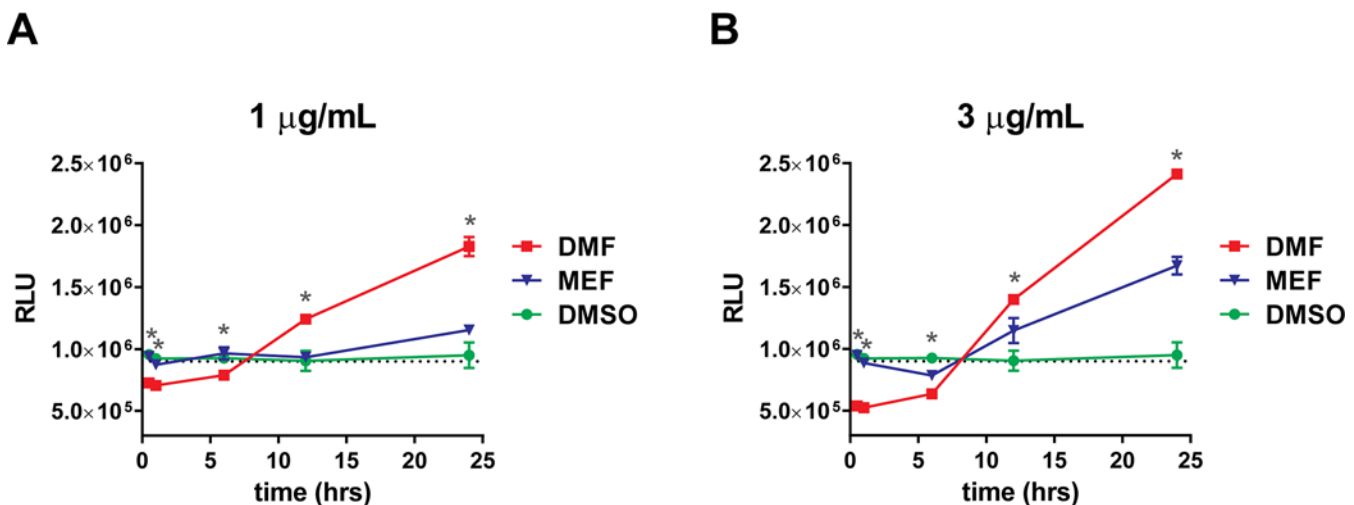 A
1 μg/mL
2.5×10⁶
2.0×10⁶
1.5×10⁶
1.0×10⁶
5.0×10⁵
RLU
0 5 10 15 20 25
time (hrs)
* * * * *
DMF
MEF
DMSO
B
3 μg/mL
2.5×10⁶
2.0×10⁶
1.5×10⁶
1.0×10⁶
5.0×10⁵
RLU
0 5 10 15 20 25
time (hrs)
* * * * *
DMF
MEF
DMSO